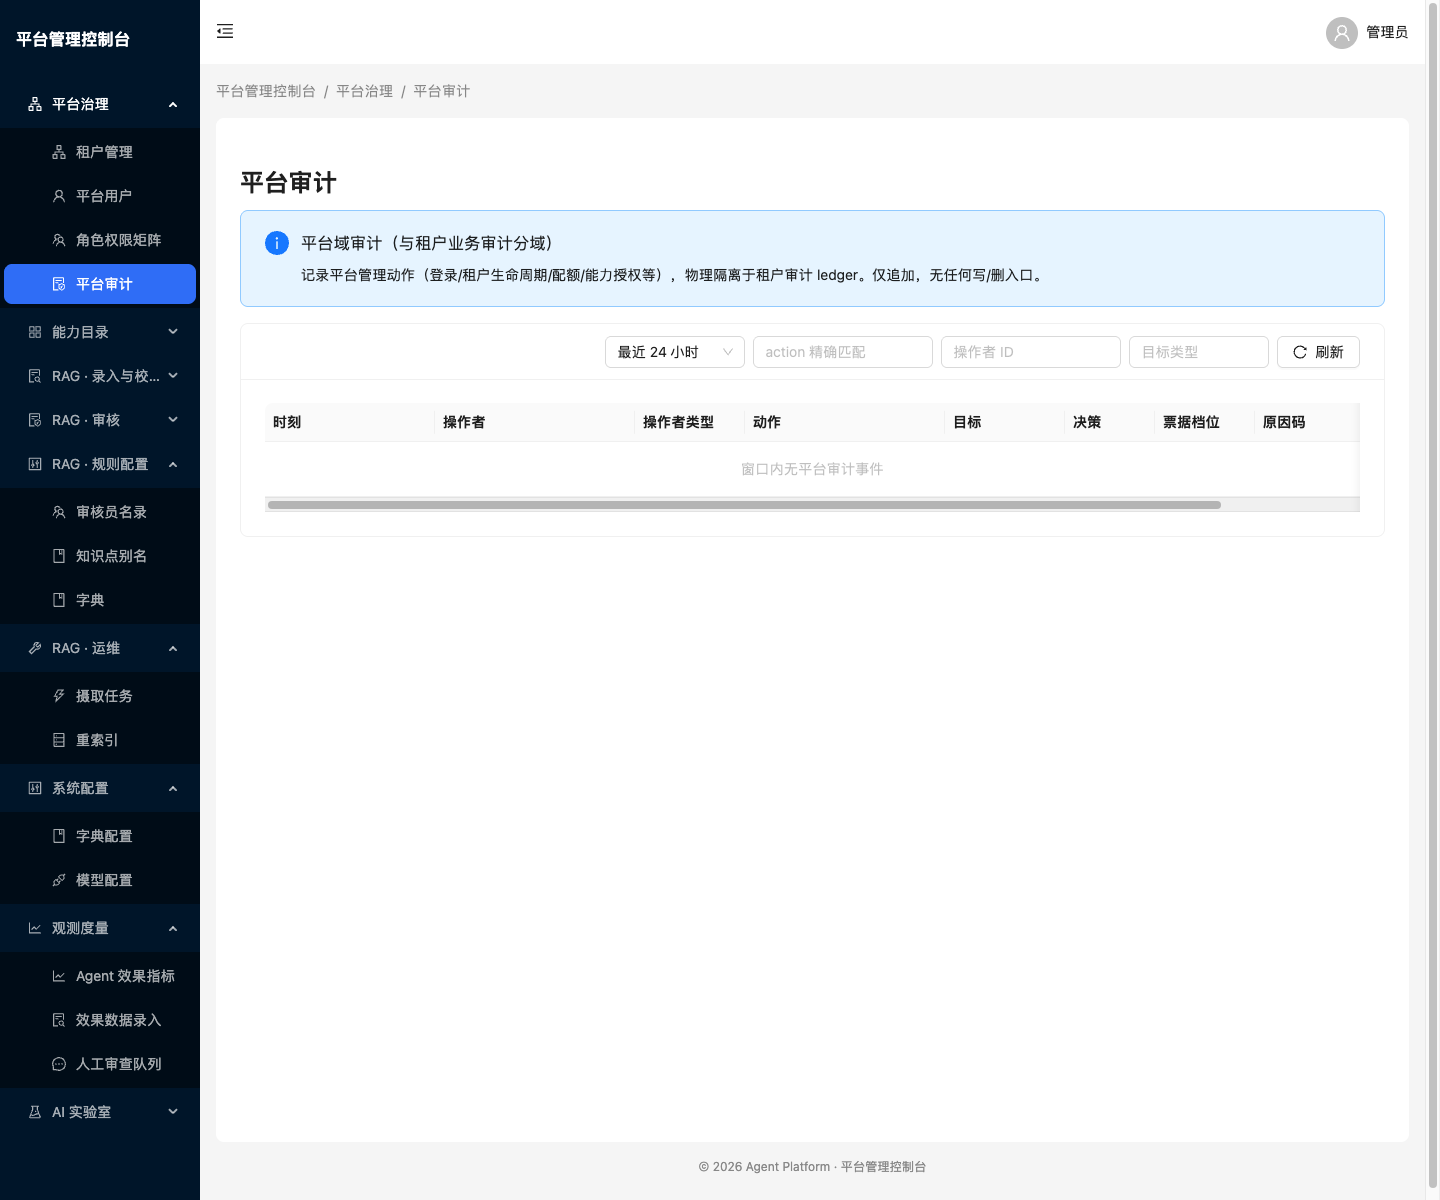 平台管理控制台
管理员
平台治理
租户管理
平台用户
角色权限矩阵
平台审计
能力目录
RAG · 录入与校...
RAG · 审核
RAG · 规则配置
审核员名录
知识点别名
字典
RAG · 运维
摄取任务
重索引
系统配置
字典配置
模型配置
观测度量
Agent 效果指标
效果数据录入
人工审查队列
AI 实验室
平台管理控制台 / 平台治理 / 平台审计
平台审计
平台域审计（与租户业务审计分域）
记录平台管理动作（登录/租户生命周期/配额/能力授权等），物理隔离于租户审计 ledger。仅追加，无任何写/删入口。
最近 24 小时 action 精确匹配 操作者 ID 目标类型 刷新
时刻 操作者 操作者类型 动作 目标 决策 票据档位 原因码
窗口内无平台审计事件
© 2026 Agent Platform · 平台管理控制台